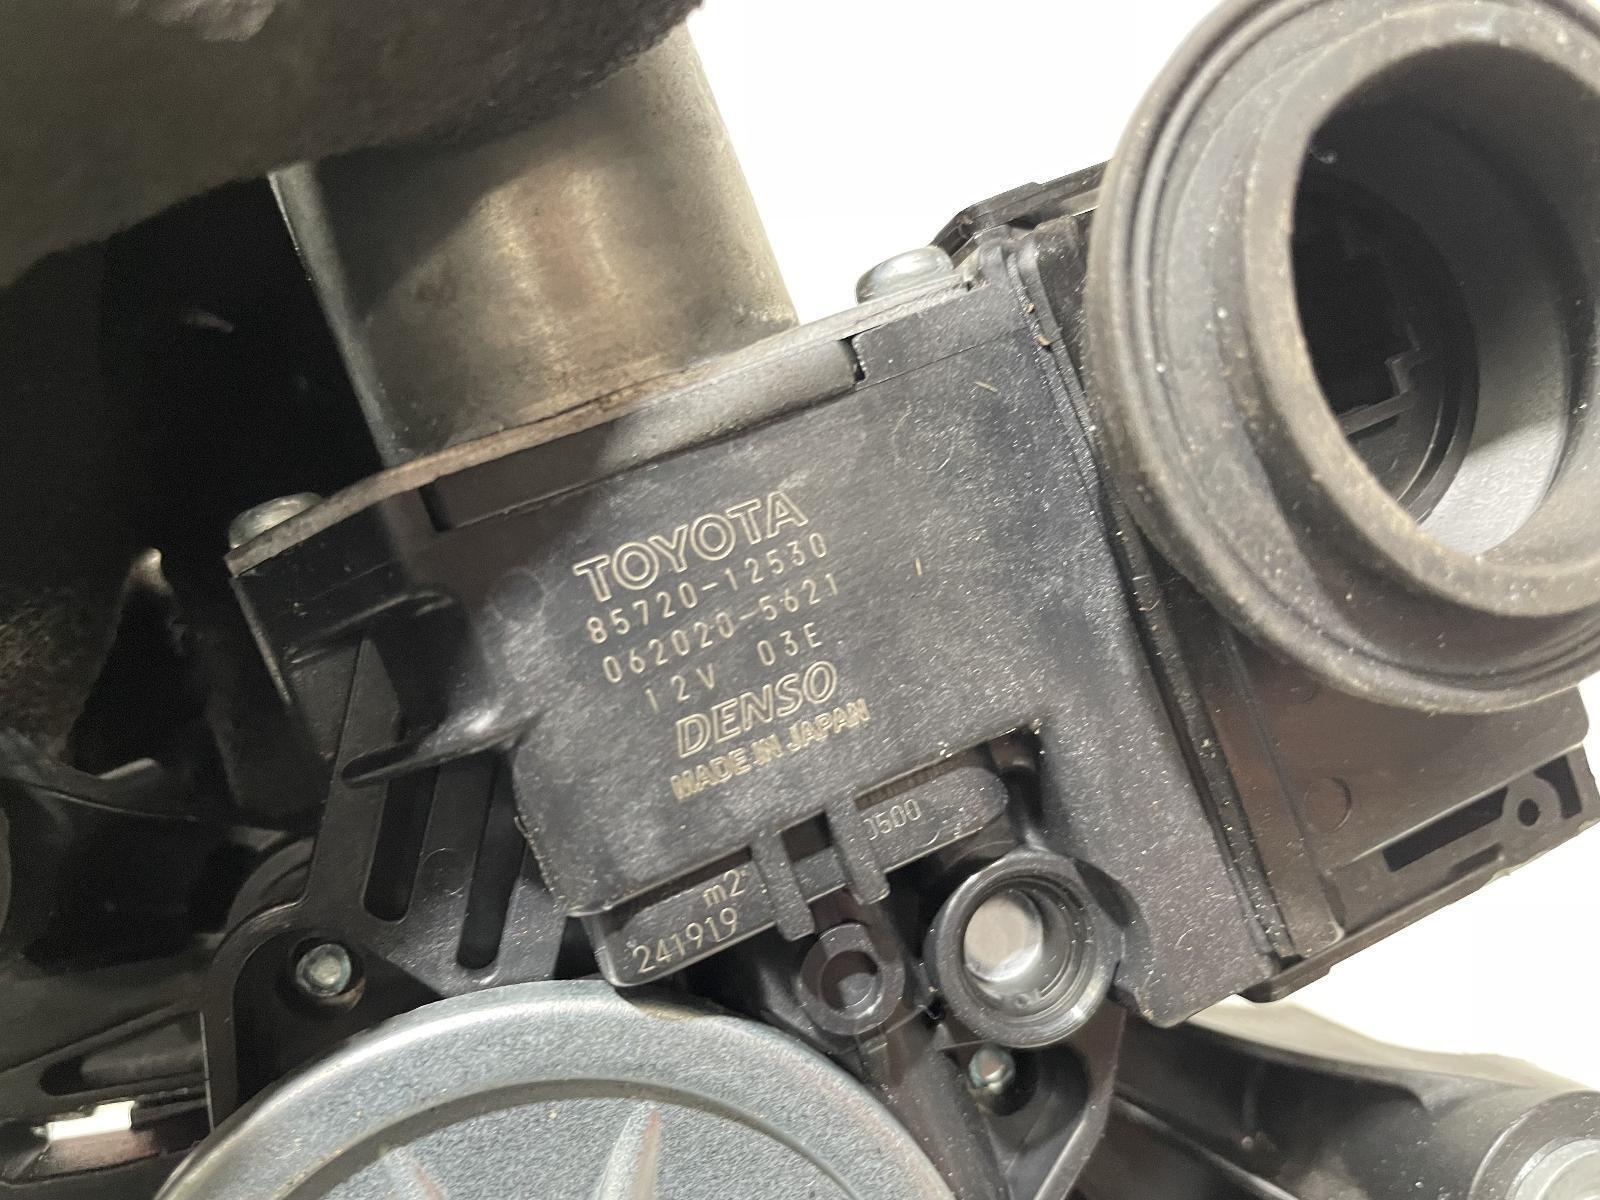 TOYOTA
85720-12530
062020-5621
12V 03E
DENSO
MADE IN JAPAN
0500
m2
241919